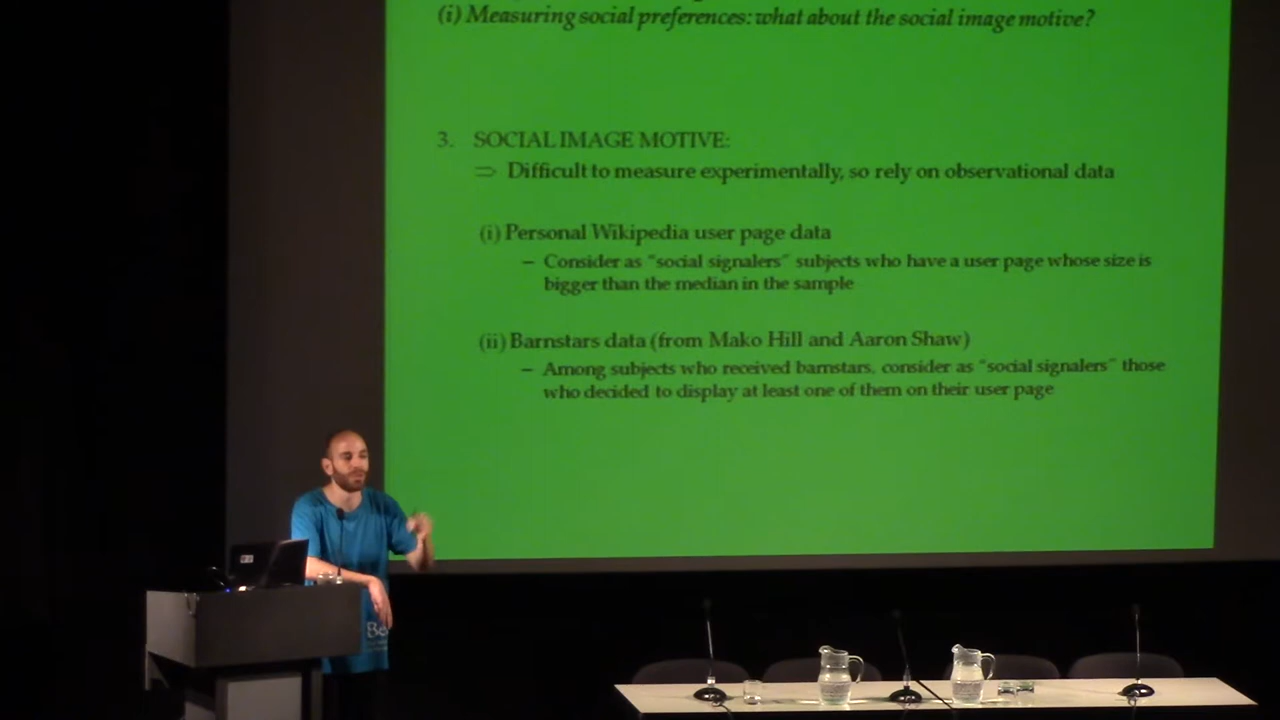 (i) Measuring social preferences: what about the social image motive?
3. SOCIAL IMAGE MOTIVE:
⊃ Difficult to measure experimentally, so rely on observational data
(i) Personal Wikipedia user page data
– Consider as "social signalers" subjects who have a user page whose size is
bigger than the median in the sample
(ii) Barnstars data (from Mako Hill and Aaron Shaw)
– Among subjects who received barnstars, consider as "social signalers" those
who decided to display at least one of them on their user page